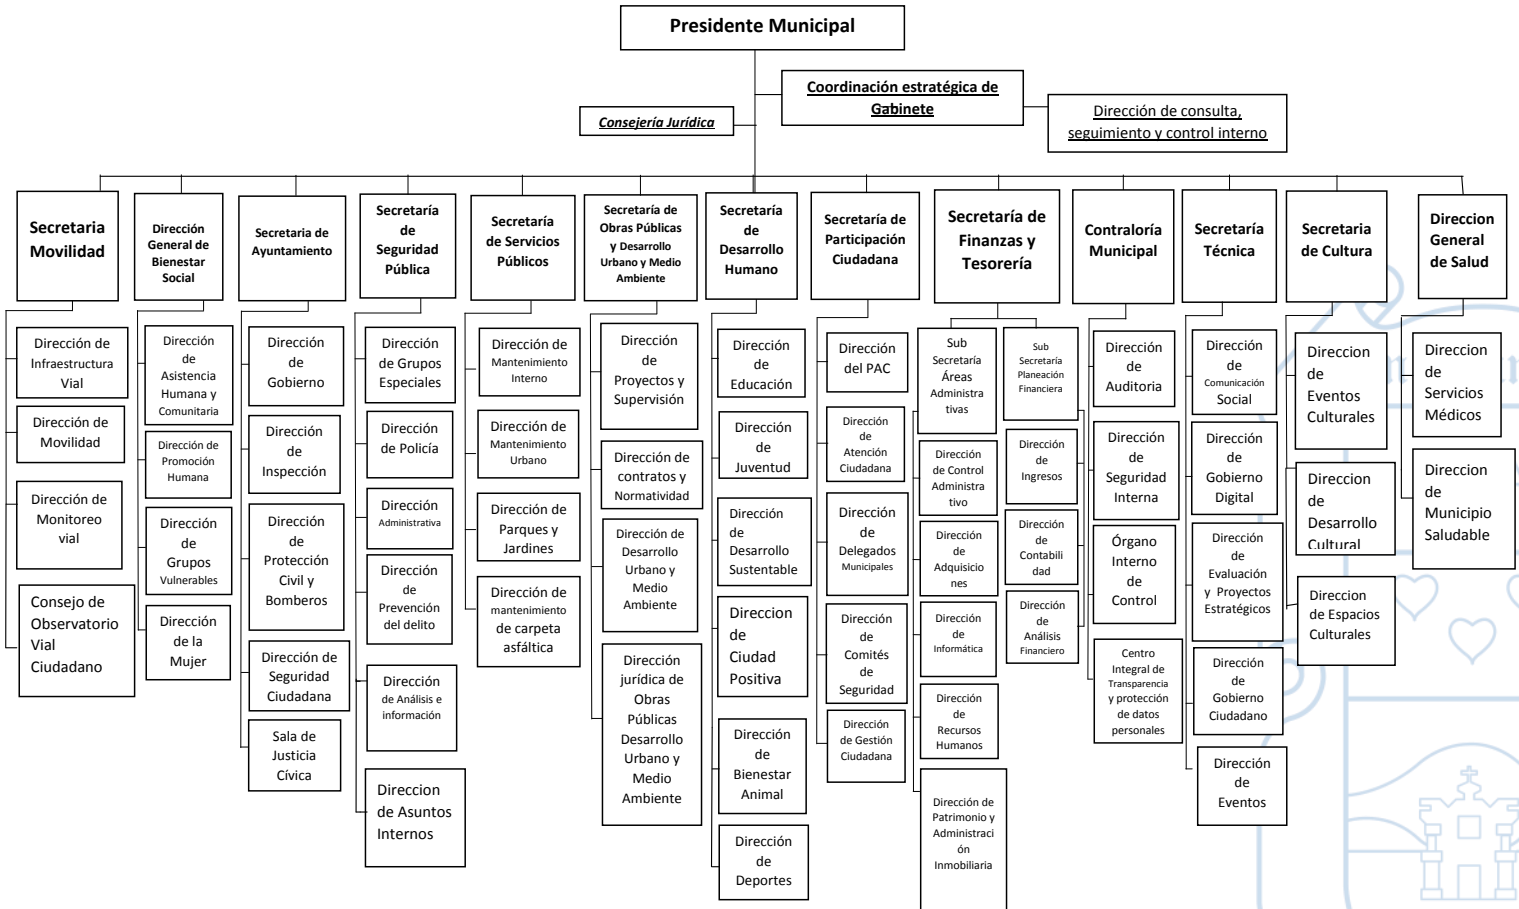 Presidente Municipal
Coordinación estratégica de
Gabinete
Consejería Jurídica
Dirección de consulta,
seguimiento y control interno
Secretaria
Movilidad
Dirección de
Infraestructura
Vial
Dirección de
Movilidad
Dirección de
Monitoreo
vial
Consejo de
Observatorio
Vial
Ciudadano
Dirección
General de
Bienestar
Social
Dirección
de
Asistencia
Humana y
Comunitaria
Dirección de
Promoción
Humana
Dirección
de
Grupos
Vulnerables
Dirección
de la
Mujer
Secretaria de
Ayuntamiento
Dirección
de
Gobierno
Dirección
de
Inspección
Dirección
de
Protección
Civil y
Bomberos
Dirección de
Seguridad
Ciudadana
Sala de
Justicia
Cívica
Secretaría
de
Seguridad
Pública
Dirección
de Grupos
Especiales
Dirección
de Policía
Dirección
Administrativa
Dirección
de
Prevención
del delito
Dirección
de Análisis e
información
Direccion
de Asuntos
Internos
Secretaría
de Servicios
Públicos
Dirección de
Mantenimiento
Interno
Dirección de
Mantenimiento
Urbano
Dirección de
Parques y
Jardines
Dirección de
mantenimiento
de carpeta
asfáltica
Secretaría de
Obras Públicas
y Desarrollo
Urbano y Medio
Ambiente
Dirección
de
Proyectos y
Supervisión
Dirección de
contratos y
Normatividad
Dirección de
Desarrollo
Urbano y
Medio
Ambiente
Dirección
jurídica de
Obras
Públicas
Desarrollo
Urbano y
Medio
Ambiente
Secretaría
de
Desarrollo
Humano
Dirección
de
Educación
Dirección
de
Juventud
Dirección
de
Desarrollo
Sustentable
Direccion
de
Ciudad
Positiva
Dirección
de
Bienestar
Animal
Dirección
de
Deportes
Secretaría de
Participación
Ciudadana
Dirección
del PAC
Dirección
de
Atención
Ciudadana
Dirección
de
Delegados
Municipales
Dirección
de
Comités
de
Seguridad
Dirección
de Gestión
Ciudadana
Secretaría de
Finanzas y
Tesorería
Sub
Secretaría
Áreas
Administra
tivas
Dirección
de Control
Administra
tivo
Dirección
de
Adquisicio
nes
Dirección
de
Informática
Dirección
de
Recursos
Humanos
Dirección de
Patrimonio y
Administraci
ón
Inmobiliaria
Sub
Secretaría
Planeación
Financiera
Dirección
de
Ingresos
Dirección
de
Contabili
dad
Dirección de
Análisis
Financiero
Contraloría
Municipal
Dirección
de
Auditoria
Dirección
de
Seguridad
Interna
Órgano
Interno
de
Control
Centro
Integral de
Transparencia
y protección
de datos
personales
Secretaría
Técnica
Dirección
de
Comunicación
Social
Dirección
de
Gobierno
Digital
Dirección
de
Evaluación
y Proyectos
Estratégicos
Dirección
de
Gobierno
Ciudadano
Dirección
de
Eventos
Secretaria
de Cultura
Direccion
de
Eventos
Culturales
Direccion
de
Desarrollo
Cultural
Direccion
de Espacios
Culturales
Direccion
General
de Salud
Direccion
de
Servicios
Médicos
Direccion
de
Municipio
Saludable